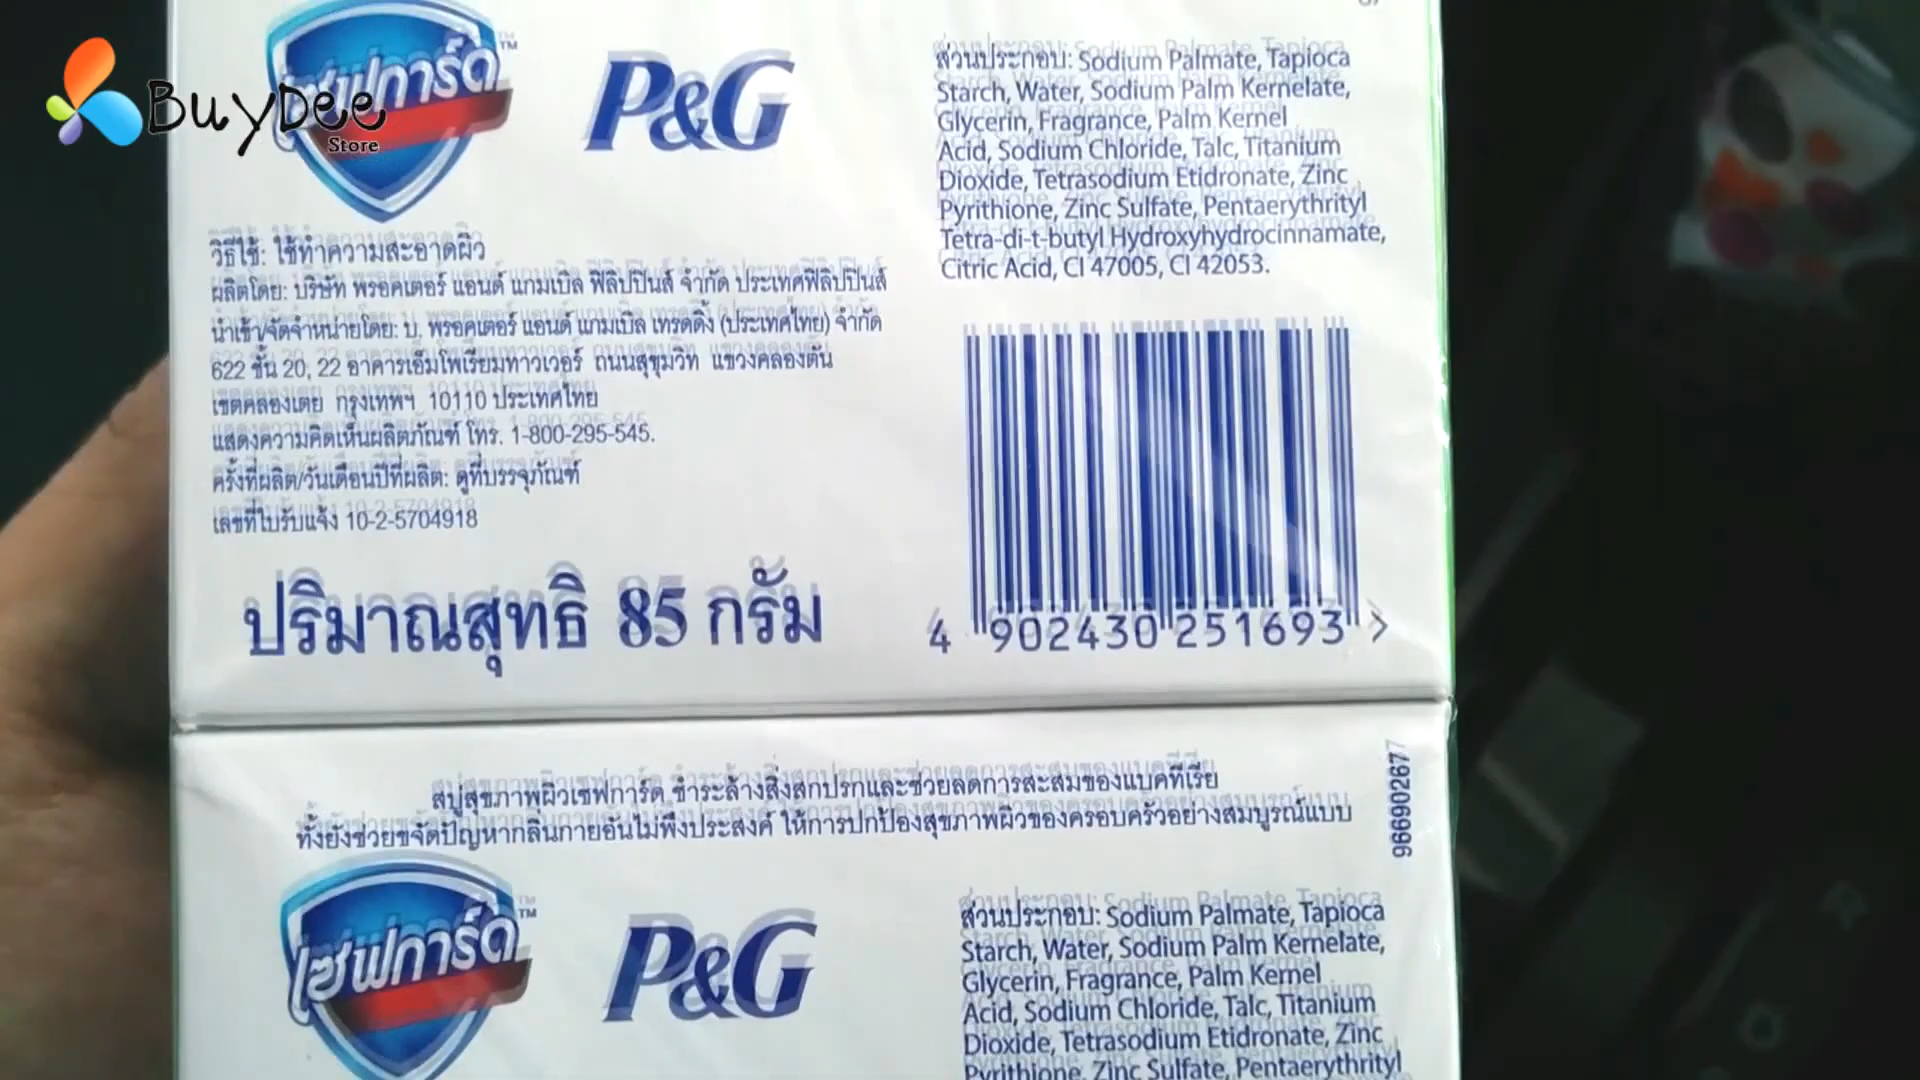 BuyDee
Store
เซฟการ์ด™
P&G
วิธีใช้: ใช้ทำความสะอาดผิว
ผลิตโดย: บริษัท พรอคเตอร์ แอนด์ แกมเบิล ฟิลิปปินส์ จำกัด ประเทศฟิลิปปินส์
นำเข้า/จัดจำหน่ายโดย: บ. พรอคเตอร์ แอนด์ แกมเบิล เทรดดิ้ง (ประเทศไทย) จำกัด
622 ชั้น 20, 22 อาคารเอ็มโพเรียมทาวเวอร์ ถนนสุขุมวิท แขวงคลองตัน
เขตคลองเตย กรุงเทพฯ 10110 ประเทศไทย
แสดงความคิดเห็นผลิตภัณฑ์ โทร. 1-800-295-545.
ครั้งที่ผลิต/วันเดือนปีที่ผลิต: ดูที่บรรจุภัณฑ์
เลขที่ใบรับแจ้ง 10-2-5704918
ปริมาณสุทธิ 85 กรัม
ส่วนประกอบ: Sodium Palmate, Tapioca
Starch, Water, Sodium Palm Kernelate,
Glycerin, Fragrance, Palm Kernel
Acid, Sodium Chloride, Talc, Titanium
Dioxide, Tetrasodium Etidronate, Zinc
Pyrithione, Zinc Sulfate, Pentaerythrityl
Tetra-di-t-butyl Hydroxyhydrocinnamate,
Citric Acid, CI 47005, CI 42053.
4 902430 251693 >
สบู่สุขภาพผิวเซฟการ์ด ชำระล้างสิ่งสกปรกและช่วยลดการสะสมของแบคทีเรีย
ทั้งยังช่วยขจัดปัญหากลิ่นกายอันไม่พึงประสงค์ ให้การปกป้องสุขภาพผิวของครอบครัวอย่างสมบูรณ์แบบ
96690267
เซฟการ์ด™
P&G
ส่วนประกอบ: Sodium Palmate, Tapioca
Starch, Water, Sodium Palm Kernelate,
Glycerin, Fragrance, Palm Kernel
Acid, Sodium Chloride, Talc, Titanium
Dioxide, Tetrasodium Etidronate, Zinc
Pyrithione, Zinc Sulfate, Pentaerythrityl